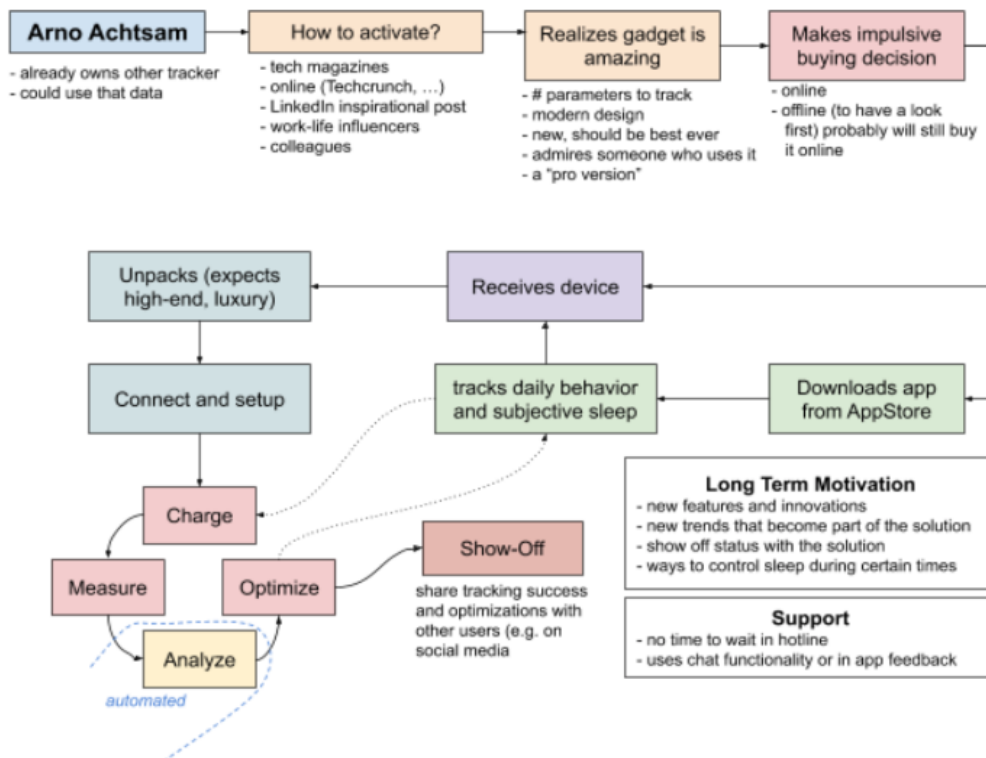 Arno Achtsam
- already owns other tracker
- could use that data
How to activate?
- tech magazines
- online (Techcrunch, ...)
- LinkedIn inspirational post
- work-life influencers
- colleagues
Realizes gadget is
amazing
- # parameters to track
- modern design
- new, should be best ever
- admires someone who uses it
- a “pro version”
Makes impulsive
buying decision
- online
- offline (to have a look
first) probably will still buy
it online
Unpacks (expects
high-end, luxury)
Receives device
Connect and setup
tracks daily behavior
and subjective sleep
Downloads app
from AppStore
Charge
Measure
Optimize
Analyze
automated
Show-Off
share tracking success
and optimizations with
other users (e.g. on
social media
Long Term Motivation
- new features and innovations
- new trends that become part of the solution
- show off status with the solution
- ways to control sleep during certain times
Support
- no time to wait in hotline
- uses chat functionality or in app feedback